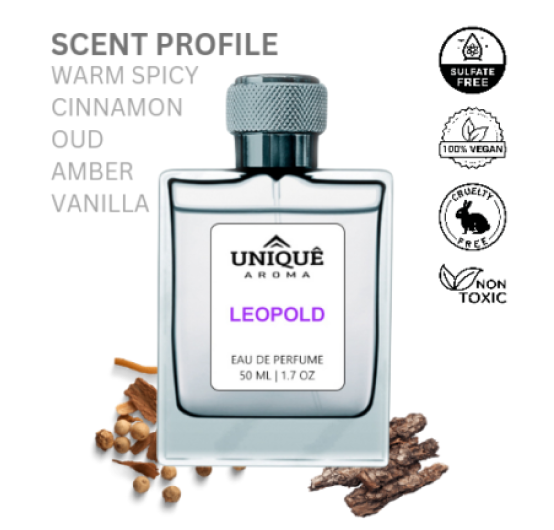 SCENT PROFILE
WARM SPICY
CINNAMON
OUD
AMBER
VANILLA
SULFATE
FREE
100% VEGAN
CRUELTY
FREE
NON
TOXIC
UNIQUÊ
AROMA
LEOPOLD
EAU DE PERFUME
50 ML | 1.7 OZ